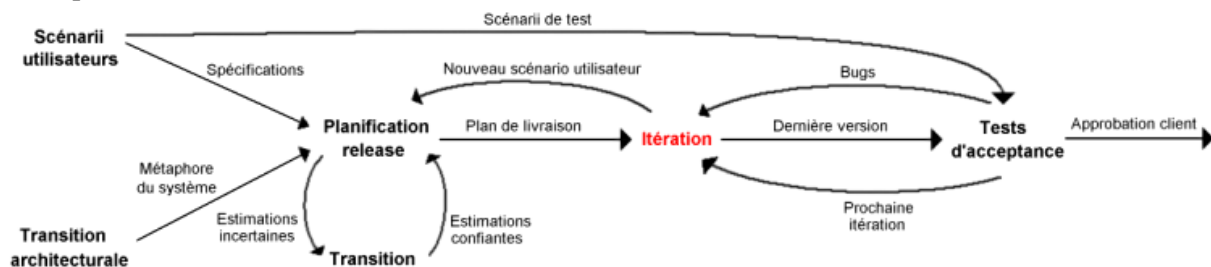 Scénarii de test
Scénarii
utilisateurs
Spécifications
Nouveau scénario utilisateur
Bugs
Planification
release
Plan de livraison
Itération
Dernière version
Tests
d'acceptance
Approbation client
Métaphore
du système
Estimations
incertaines
Estimations
confiantes
Prochaine
itération
Transition
architecturale
Transition